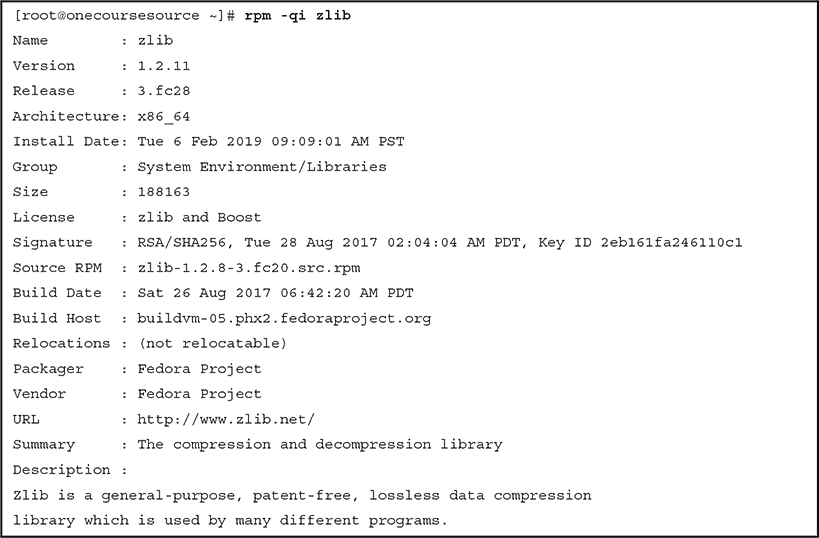 [root@onecoursesource ~]# rpm -qi zlib
Name        : zlib
Version     : 1.2.11
Release     : 3.fc28
Architecture: x86_64
Install Date: Tue 6 Feb 2019 09:09:01 AM PST
Group       : System Environment/Libraries
Size        : 188163
License     : zlib and Boost
Signature   : RSA/SHA256, Tue 28 Aug 2017 02:04:04 AM PDT, Key ID 2eb161fa246110c1
Source RPM  : zlib-1.2.8-3.fc20.src.rpm
Build Date  : Sat 26 Aug 2017 06:42:20 AM PDT
Build Host  : buildvm-05.phx2.fedoraproject.org
Relocations : (not relocatable)
Packager    : Fedora Project
Vendor      : Fedora Project
URL         : http://www.zlib.net/
Summary     : The compression and decompression library
Description :
Zlib is a general-purpose, patent-free, lossless data compression
library which is used by many different programs.